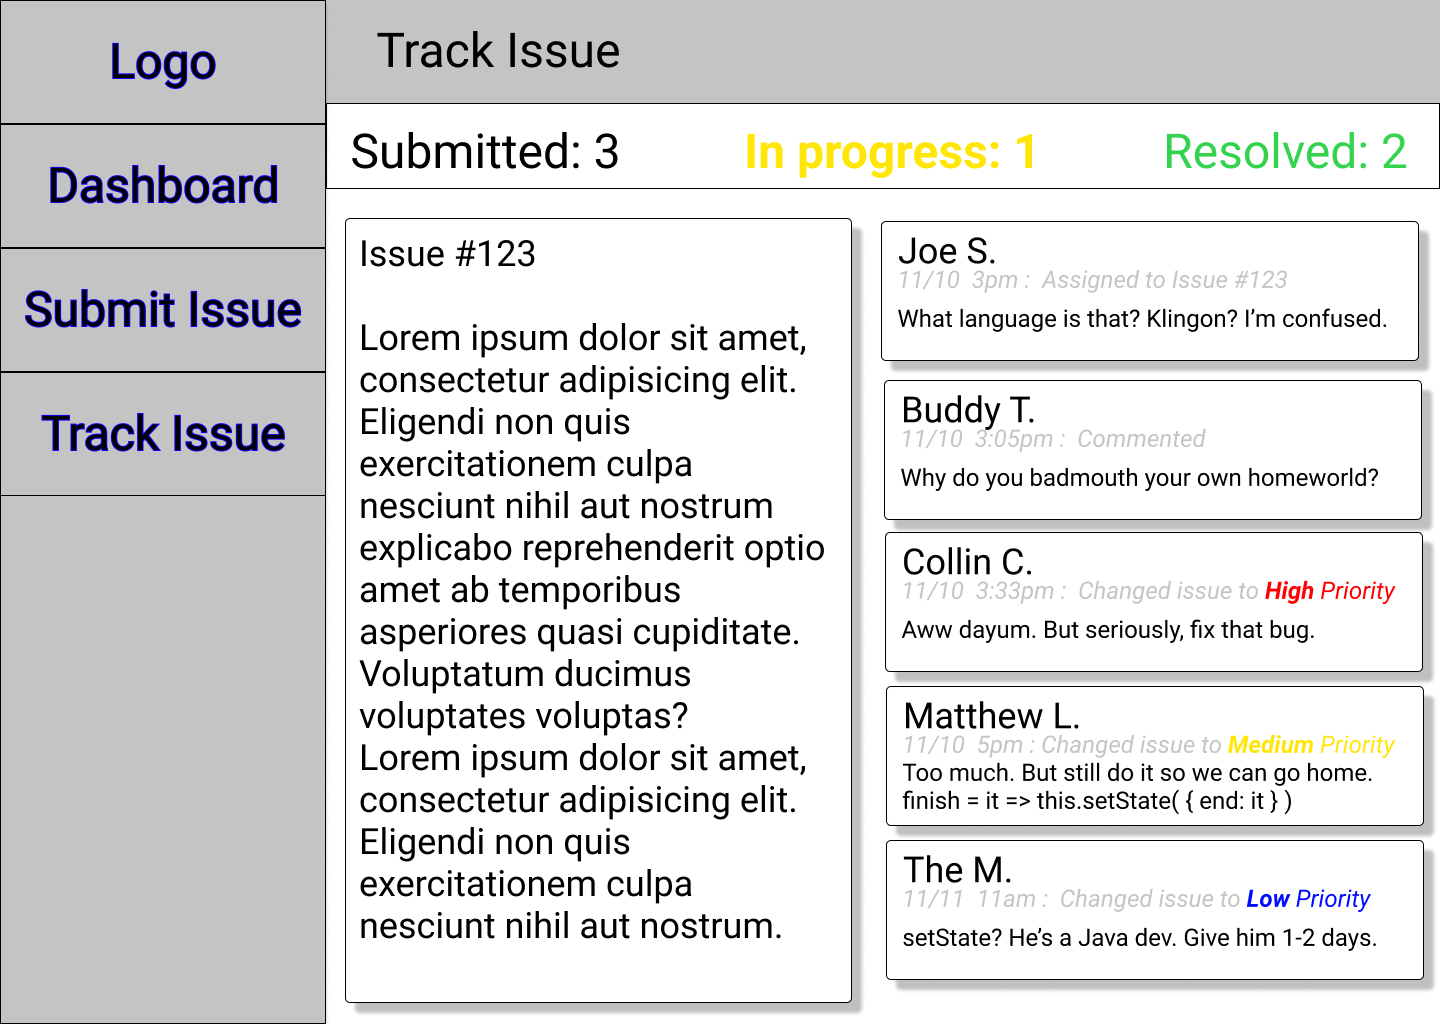 Logo
Dashboard
Submit Issue
Track Issue
Track Issue
Submitted: 3
In progress: 1
Resolved: 2
Issue #123
Lorem ipsum dolor sit amet,
consectetur adipisicing elit.
Eligendi non quis
exercitationem culpa
nesciunt nihil aut nostrum
explicabo reprehenderit optio
amet ab temporibus
asperiores quasi cupiditate.
Voluptatum ducimus
voluptates voluptas?
Lorem ipsum dolor sit amet,
consectetur adipisicing elit.
Eligendi non quis
exercitationem culpa
nesciunt nihil aut nostrum.
Joe S.
11/10 3pm : Assigned to Issue #123
What language is that? Klingon? I’m confused.
Buddy T.
11/10 3:05pm : Commented
Why do you badmouth your own homeworld?
Collin C.
11/10 3:33pm : Changed issue to High Priority
Aww dayum. But seriously, fix that bug.
Matthew L.
11/10 5pm : Changed issue to Medium Priority
Too much. But still do it so we can go home.
finish = it => this.setState( { end: it } )
The M.
11/11 11am : Changed issue to Low Priority
setState? He’s a Java dev. Give him 1-2 days.